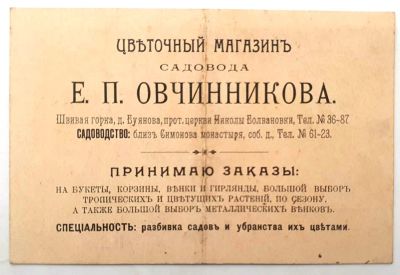 ЦВѢТОЧНЫЙ МАГАЗИНЪ
САДОВОДА
Е. П. ОВЧИННИКОВА.
Швивая горка, д. Буянова, прот. церкви Николы Болвановки, Тел. № 36-87
САДОВОДСТВО: близъ Симонова монастыря, соб. д., Тел. № 61-23.
ПРИНИМАЮ ЗАКАЗЫ:
НА БУКЕТЫ, КОРЗИНЫ, ВѢНКИ И ГИРЛЯНДЫ, БОЛЬШОЙ ВЫБОРЪ
ТРОПИЧЕСКИХЪ И ЦВѢТУЩИХЪ РАСТЕНІЙ, ПО СЕЗОНУ,
А ТАКЖЕ БОЛЬШОЙ ВЫБОРЪ МЕТАЛЛИЧЕСКИХЪ ВѢНКОВЪ.
СПЕЦІАЛЬНОСТЬ: разбивка садовъ и убранства ихъ цвѣтами.